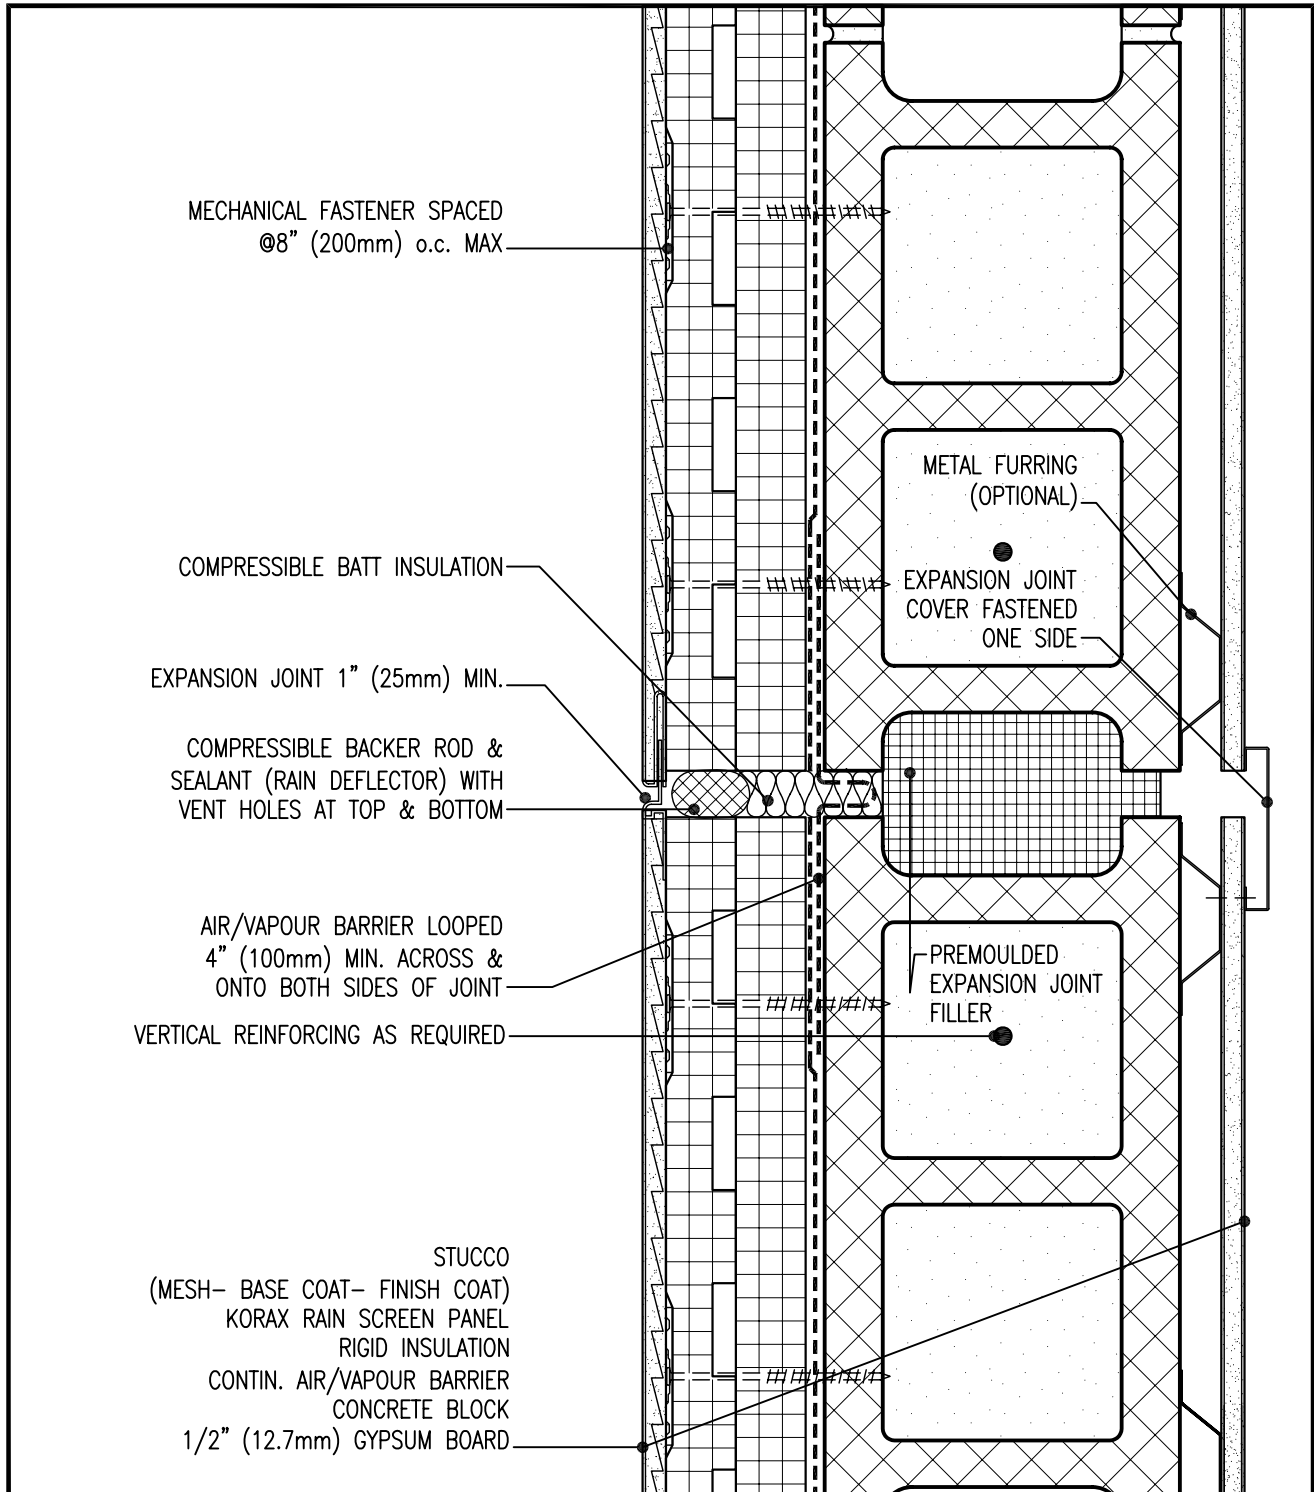 MECHANICAL FASTENER SPACED
@8” (200mm) o.c. MAX
METAL FURRING
(OPTIONAL)
COMPRESSIBLE BATT INSULATION
EXPANSION JOINT
COVER FASTENED
ONE SIDE
EXPANSION JOINT 1” (25mm) MIN.
COMPRESSIBLE BACKER ROD &
SEALANT (RAIN DEFLECTOR) WITH
VENT HOLES AT TOP & BOTTOM
AIR/VAPOUR BARRIER LOOPED
4” (100mm) MIN. ACROSS &
ONTO BOTH SIDES OF JOINT
PREMOULDED
EXPANSION JOINT
FILLER
VERTICAL REINFORCING AS REQUIRED
STUCCO
(MESH– BASE COAT– FINISH COAT)
KORAX RAIN SCREEN PANEL
RIGID INSULATION
CONTIN. AIR/VAPOUR BARRIER
CONCRETE BLOCK
1/2” (12.7mm) GYPSUM BOARD